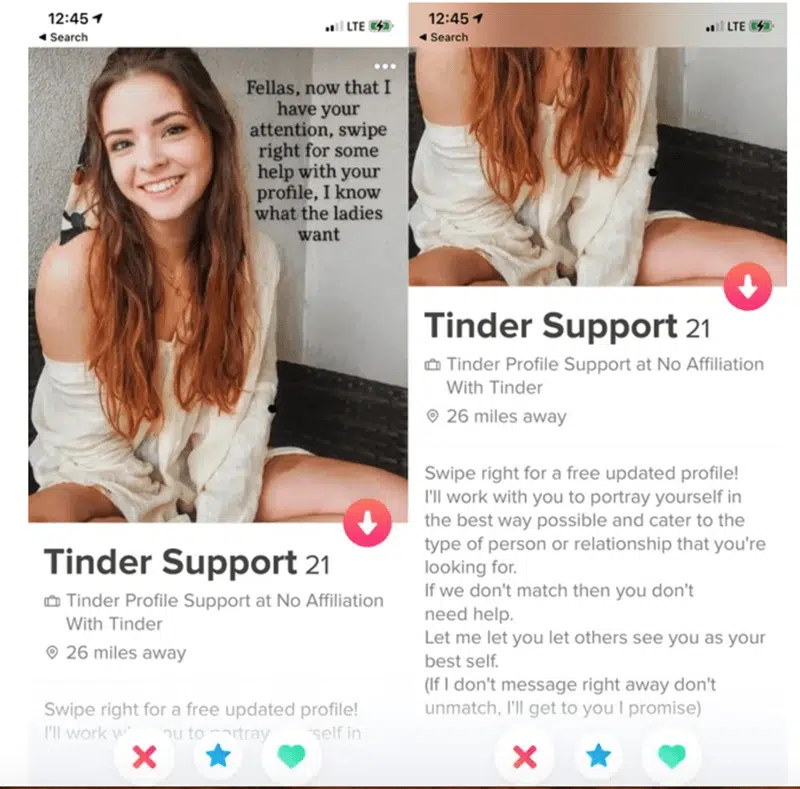 12:45
LTE
Search
Fellas, now that I
have your
attention, swipe
right for some
help with your
profile, I know
what the ladies
want
Tinder Support 21
Tinder Profile Support at No Affiliation
With Tinder
26 miles away
Swipe right for a free updated profile!
I'll work you to portray yourself in
12:45
LTE
Search
Tinder Support 21
Tinder Profile Support at No Affiliation
With Tinder
26 miles away
Swipe right for a free updated profile!
I'll work with you to portray yourself in
the best way possible and cater to the
type of person or relationship that you're
looking for.
If we don't match then you don't
need help.
Let me let you let others see you as your
best self.
(If I don't message right away don't
unmatch, I'll get to you I promise)